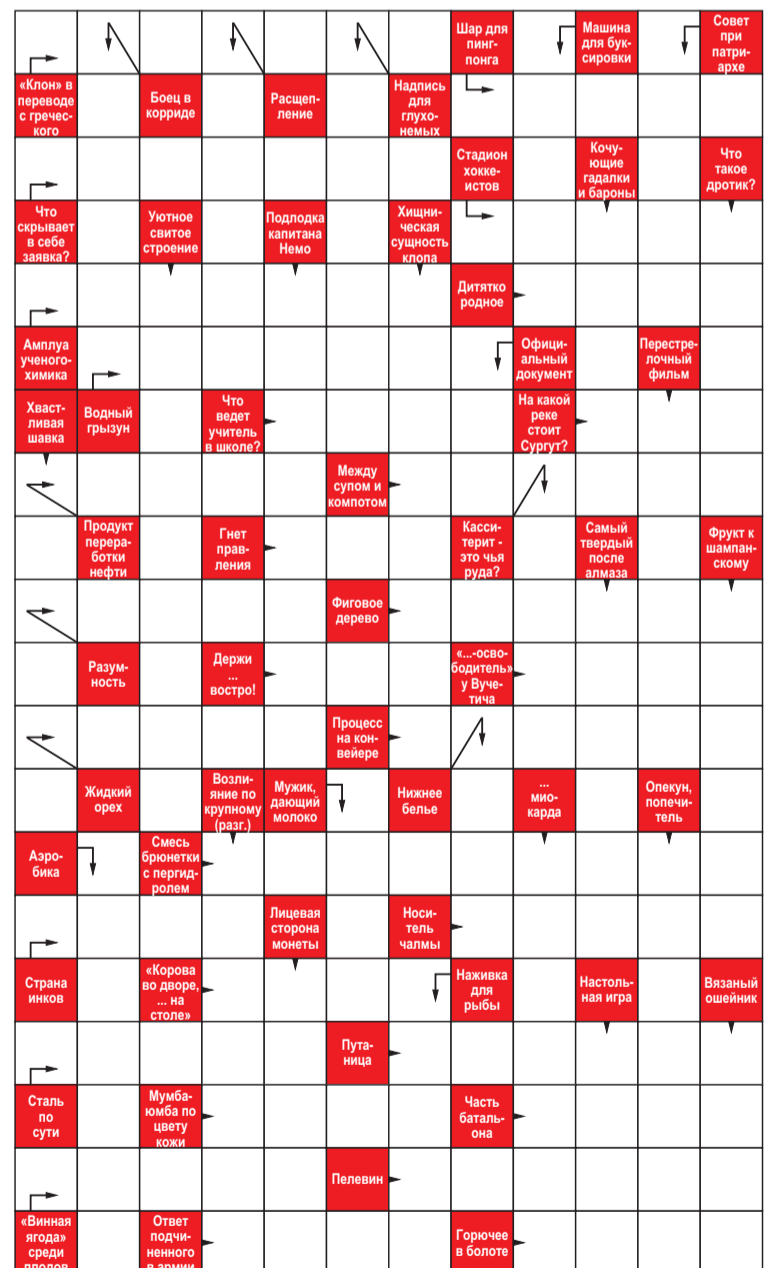 Шар для
пинг-
понга
Машина
для бук-
сировки
Совет
при
патри-
архе
«Клон» в
переводе
с гречес-
кого
Боец в
корриде
Расщеп-
ление
Надпись
для
глухо-
немых
Стадион
хокке-
истов
Кочу-
ющие
гадалки
и бароны
Что
такое
дротик?
Что
скрывает
в себе
заявка?
Уютное
свитое
строение
Подлодка
капитана
Немо
Хищни-
ческая
сущность
клопа
Дитятко
родное
Амплуа
ученого-
химика
Офици-
альный
документ
Перестре-
лочный
фильм
Хваст-
ливая
шавка
Водный
грызун
Что
ведет
учитель
в школе?
На какой
реке
стоит
Сургут?
Между
супом и
компотом
Продукт
перера-
ботки
нефти
Гнет
прав-
ления
Касси-
терит -
это чья
руда?
Самый
твердый
после
алмаза
Фрукт к
шампан-
скому
Фиговое
дерево
Разум-
ность
Держи
...
востро!
«...-осво-
бодитель»
у Вуче-
тича
Процесс
на кон-
вейере
Жидкий
орех
Возли-
яние по
крупному
(разг.)
Мужик,
дающий
молоко
Нижнее
белье
...
мио-
карда
Опекун,
попечи-
тель
Аэро-
бика
Смесь
брюнетки
с пергид-
ролем
Лицевая
сторона
монеты
Носи-
тель
чалмы
Страна
инков
«Корова
во дворе,
... на
столе»
Наживка
для
рыбы
Настоль-
ная игра
Вязаный
ошейник
Пута-
ница
Сталь
по
сути
Мумба-
юмба по
цвету
кожи
Часть
баталь-
она
Пелевин
«Винная
ягода»
среди
плодов
Ответ
подчи-
ненного
в армии
Горючее
в болоте